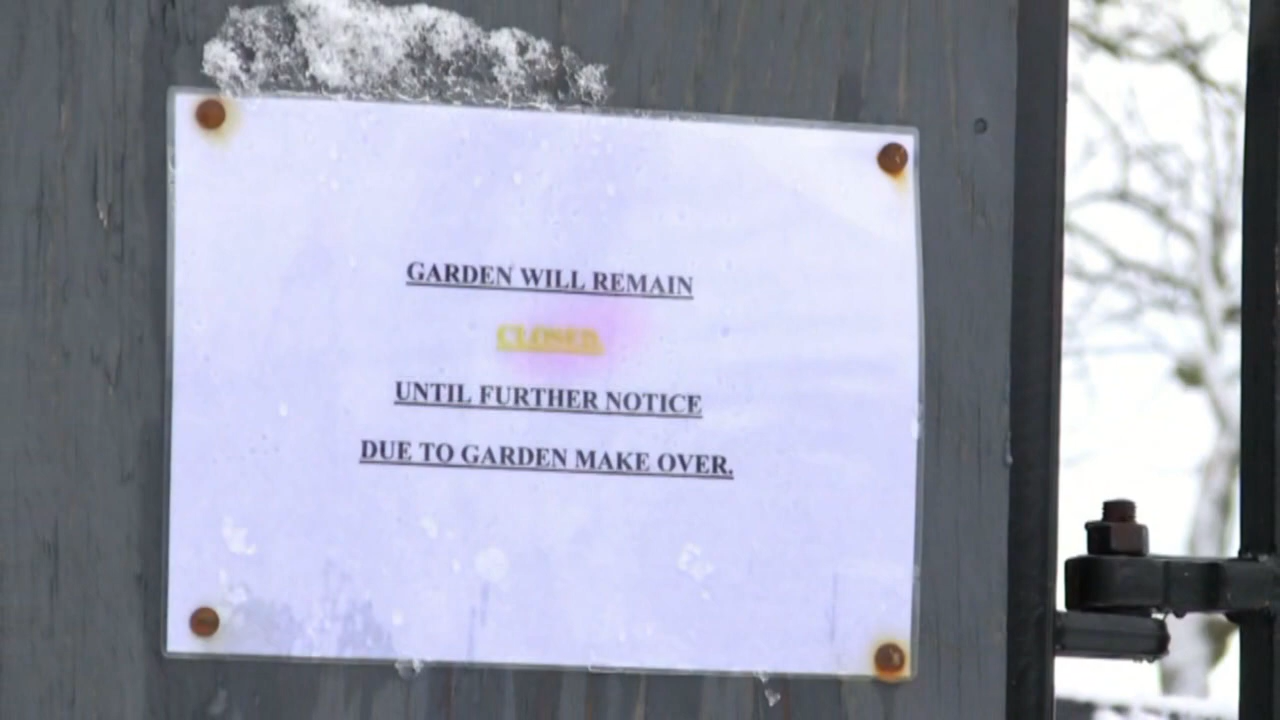 GARDEN WILL REMAIN
CLOSED
UNTIL FURTHER NOTICE
DUE TO GARDEN MAKE OVER.